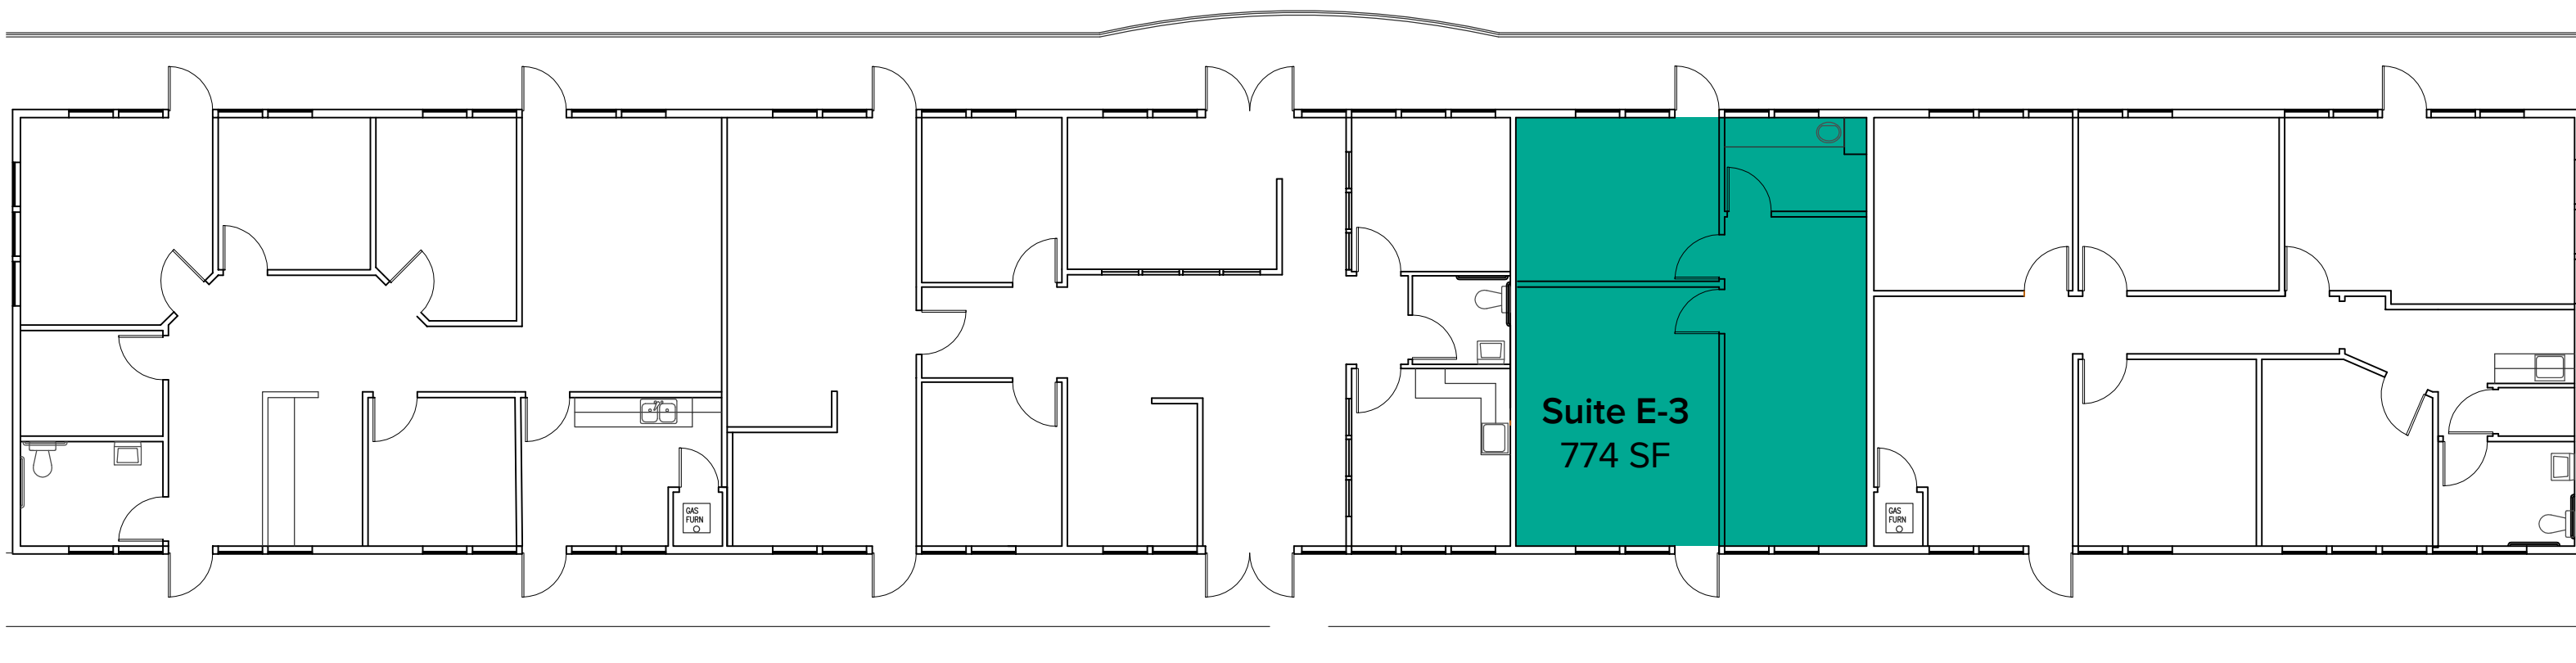 Suite E-3
774 SF
GAS
FURN
GAS
FURN